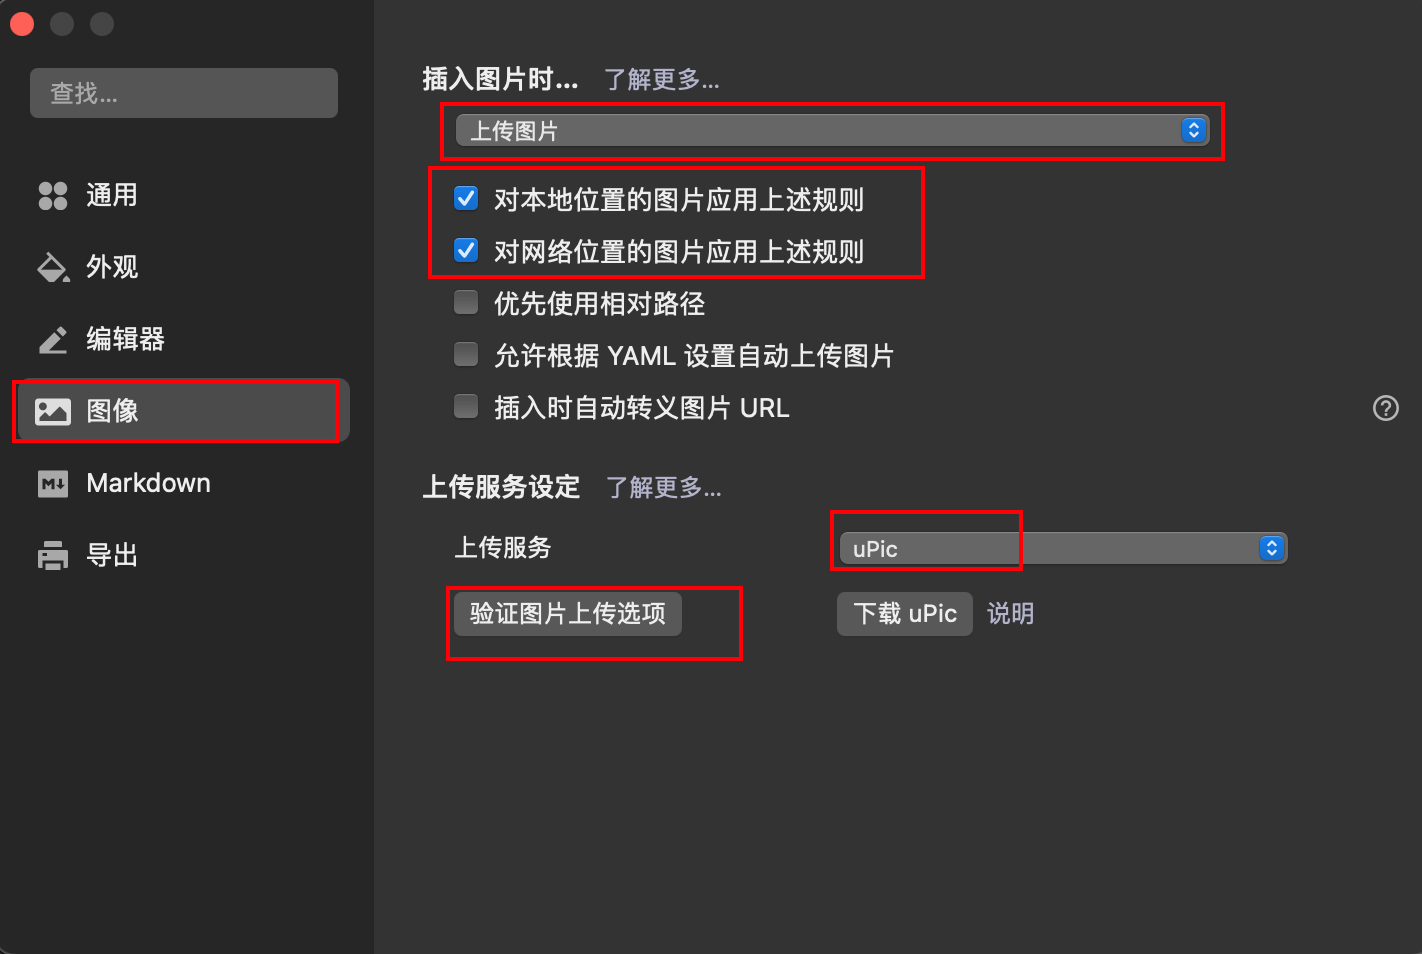 查找...
通用
外观
编辑器
图像
Markdown
导出
插入图片时... 了解更多...
上传图片
对本地位置的图片应用上述规则
对网络位置的图片应用上述规则
优先使用相对路径
允许根据 YAML 设置自动上传图片
插入时自动转义图片 URL
上传服务设定 了解更多...
上传服务 uPic
验证图片上传选项 下载 uPic 说明